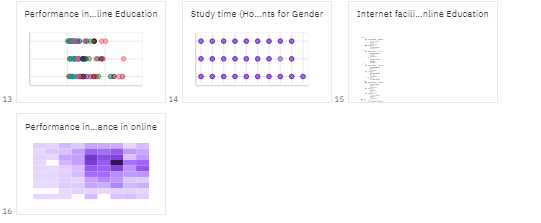 Performance in...line Education
Study time (Ho...nts for Gender
Internet facili...nline Education
13
14
15
Performance in...ance in online
16